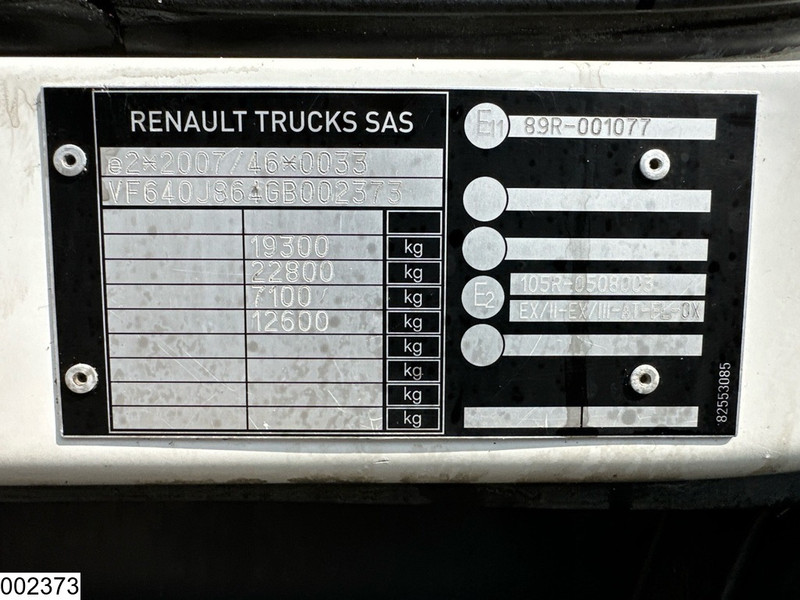 RENAULT TRUCKS SAS
e2*2007/46*0033
VF640J864GB002373
19300 kg
22800 kg
7100 kg
12600 kg
kg
kg
kg
kg
E11 89R-001077
E2 105R-0508003
EX/II-EX/III-AT-FL-OX
82553085
002373